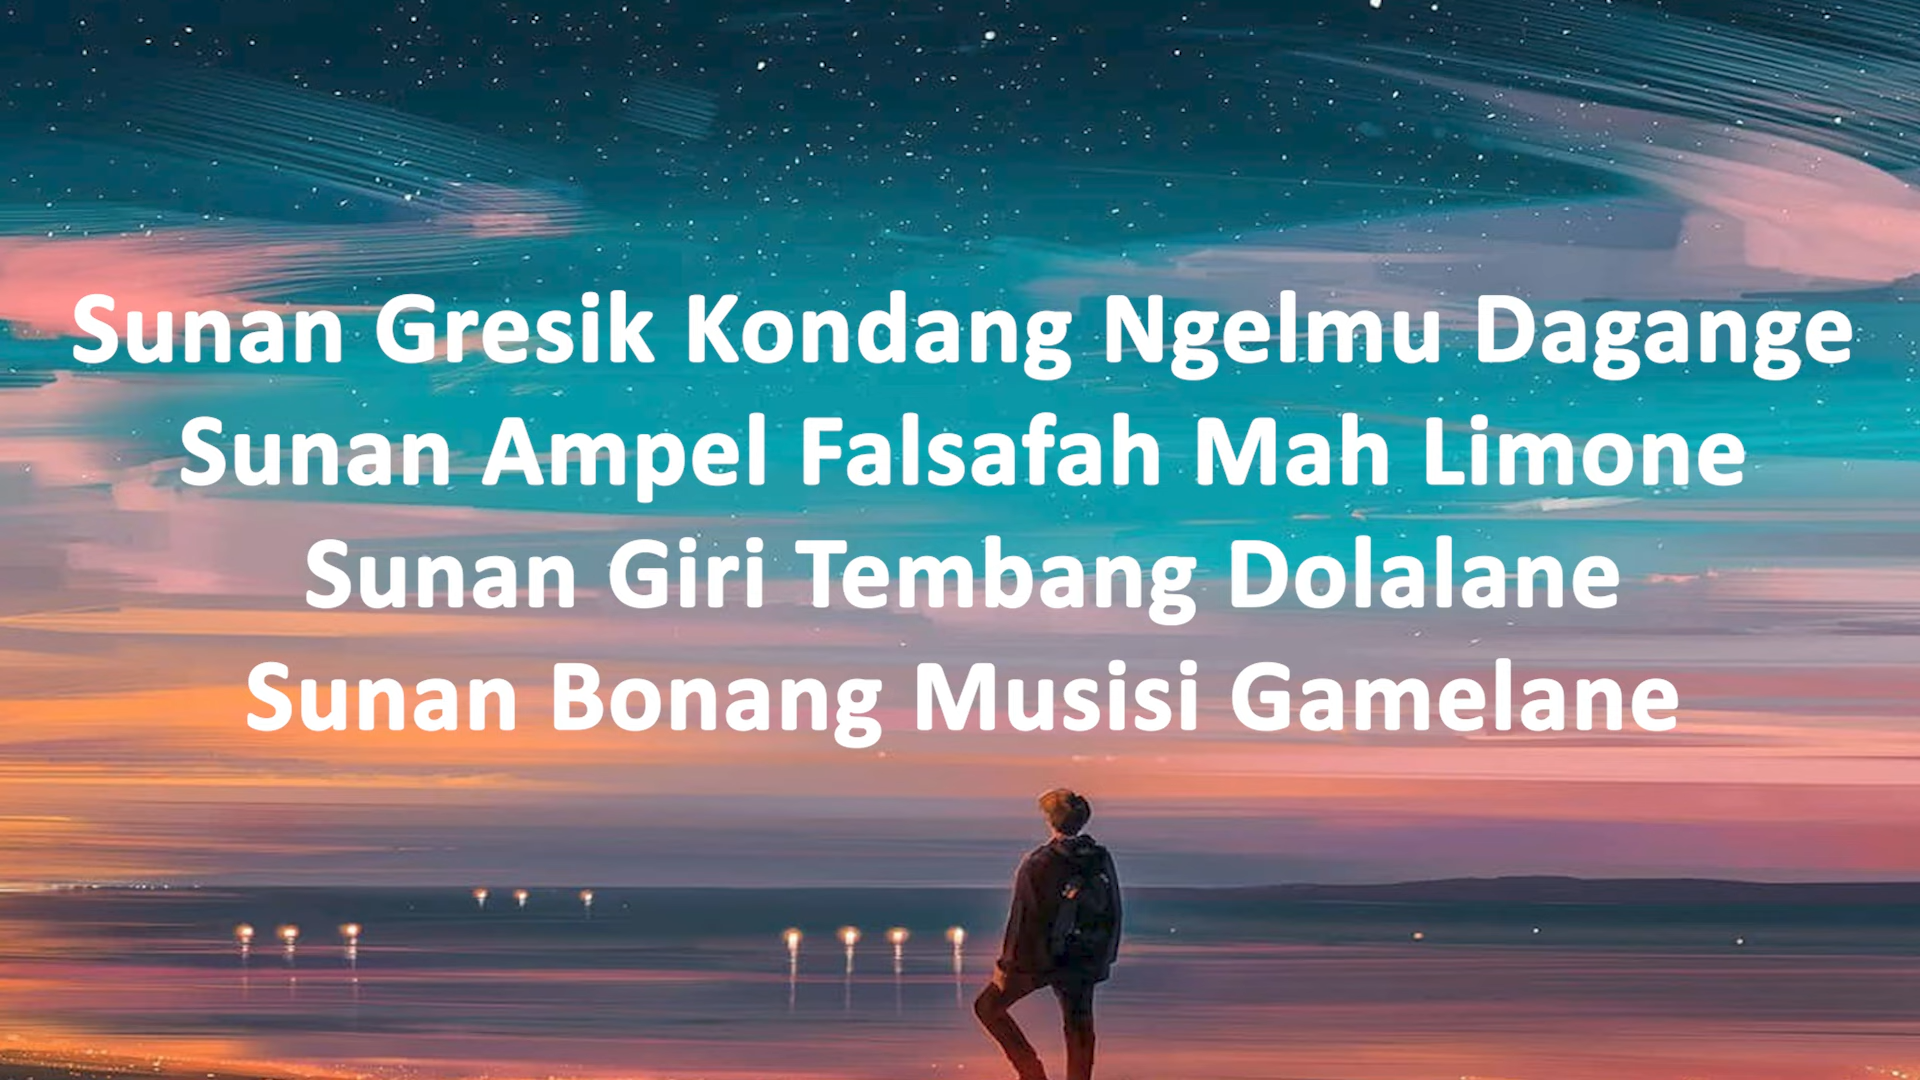 Sunan Gresik Kondang Ngelmu Dagange
Sunan Ampel Falsafah Mah Limone
Sunan Giri Tembang Dolalane
Sunan Bonang Musisi Gamelane